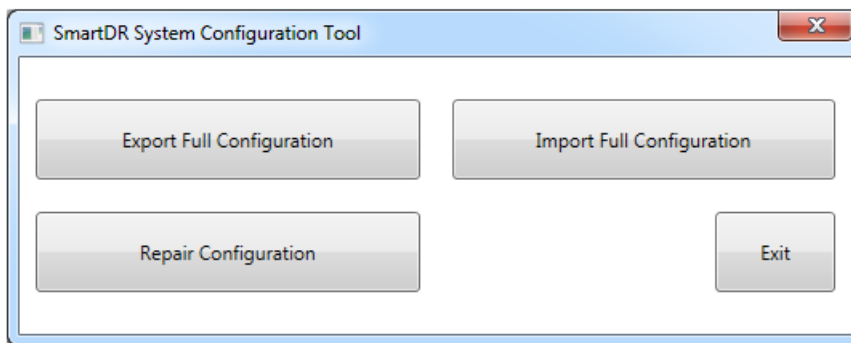 SmartDR System Configuration Tool
Export Full Configuration
Import Full Configuration
Repair Configuration
Exit